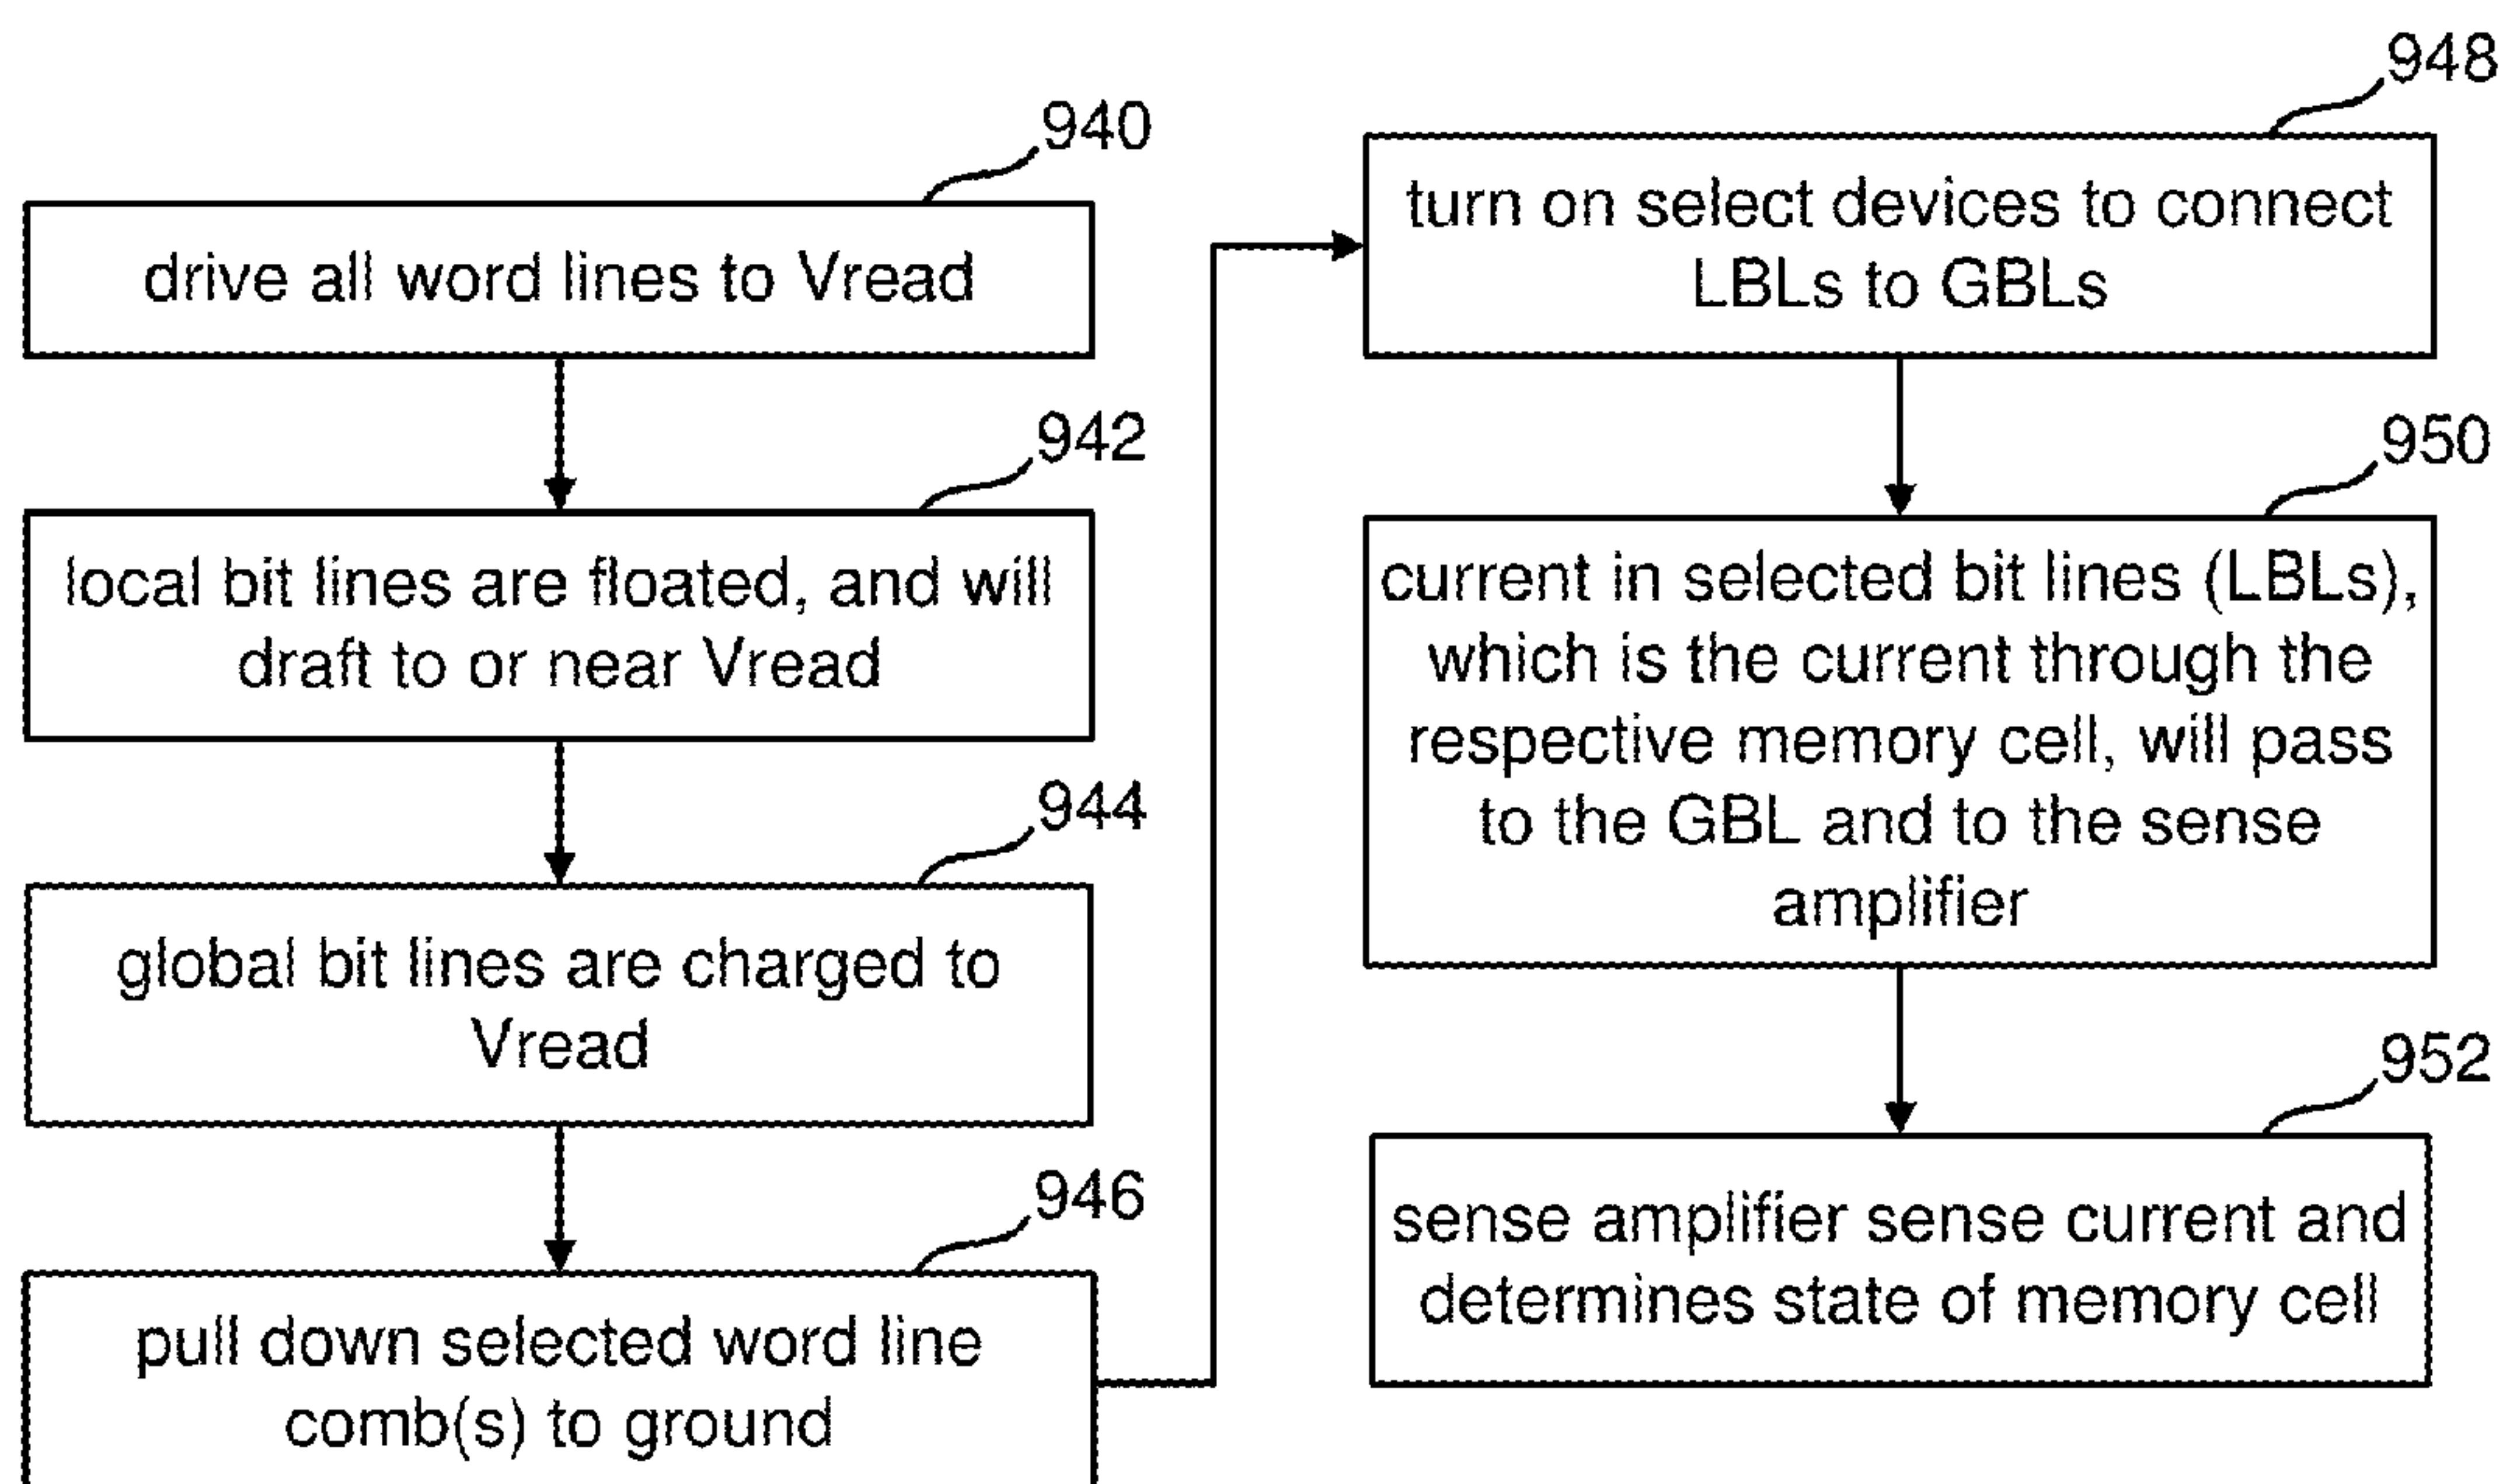 940
drive all word lines to Vread
942
local bit lines are floated, and will
draft to or near Vread
944
global bit lines are charged to
Vread
946
pull down selected word line
comb(s) to ground
948
turn on select devices to connect
LBLs to GBLs
950
current in selected bit lines (LBLs),
which is the current through the
respective memory cell, will pass
to the GBL and to the sense
amplifier
952
sense amplifier sense current and
determines state of memory cell